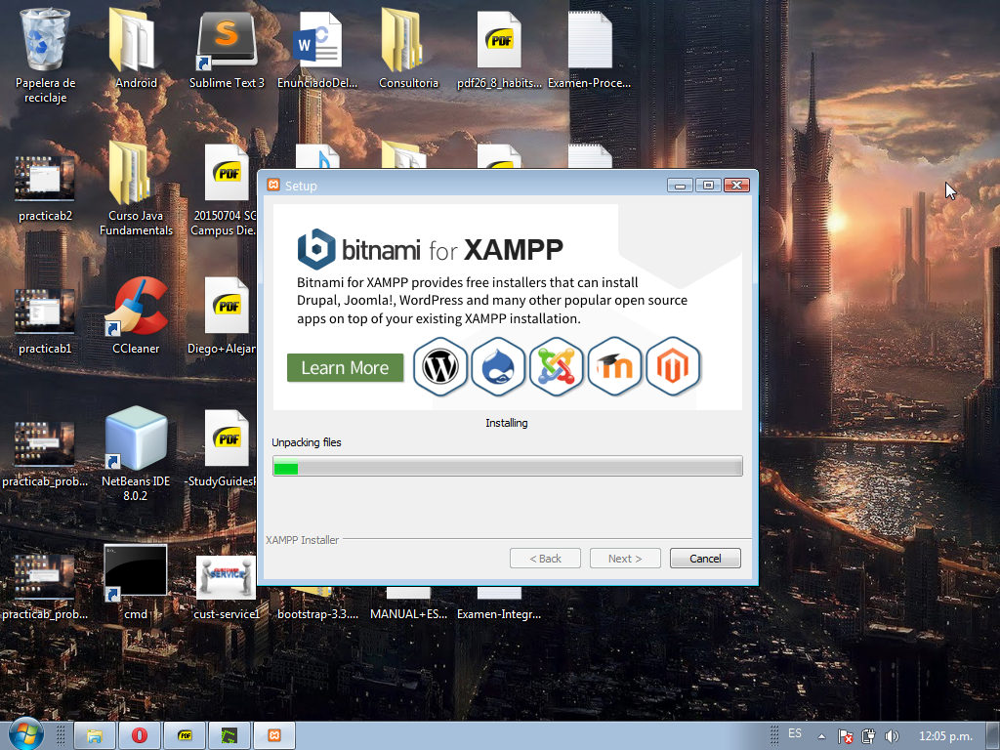 Papelera de
reciclaje
Android
Sublime Text 3
EnunciadoDel...
Consultoria
pdf26_8_habits...
Examen-Proce...
practicab2
Curso Java
Fundamentals
20150704 SG
Campus Die.
practicab1
CCleaner
Diego+Alejan
practicab_prob...
NetBeans IDE
8.0.2
-StudyGuidesF
practicab_prob...
cmd
cust-service1
bootstrap-3.3....
MANUAL+ES...
Examen-Integr...
Setup
bitnami for XAMPP
Bitnami for XAMPP provides free installers that can install
Drupal, Joomla!, WordPress and many other popular open source
apps on top of your existing XAMPP installation.
Learn More
Installing
Unpacking files
XAMPP Installer
< Back
Next >
Cancel
ES
12:05 p.m.